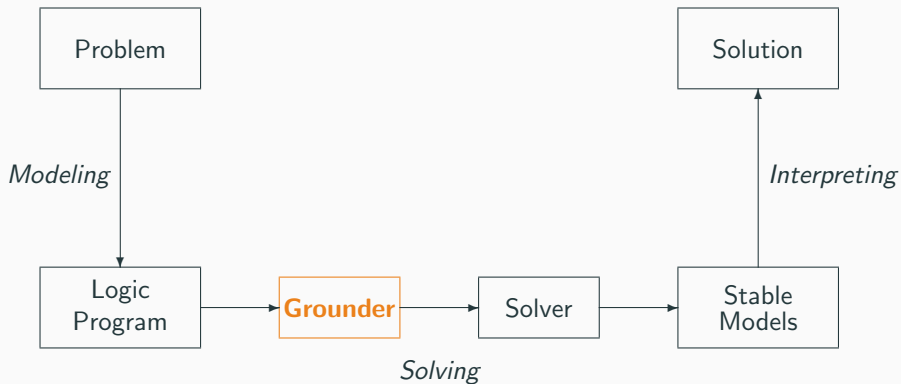 Problem
Solution
Modeling
Interpreting
Logic
Program
Grounder
Solver
Stable
Models
Solving